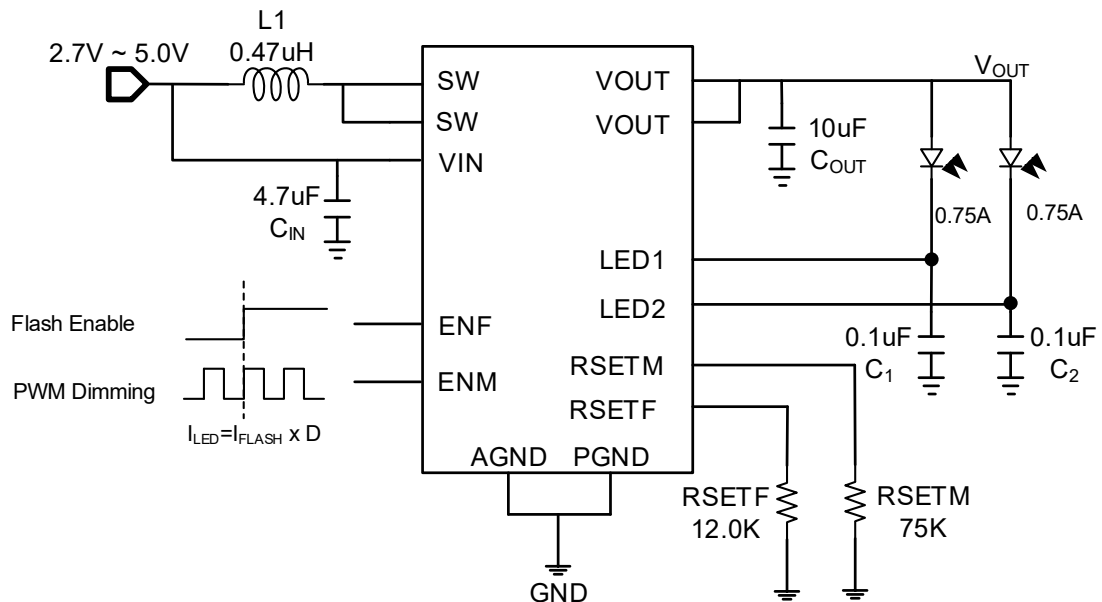 L1
2.7V ~ 5.0V
0.47uH
SW
SW
VIN
4.7uF
CIN
VOUT
VOUT
VOUT
10uF
COUT
0.75A
0.75A
LED1
LED2
0.1uF
C1
0.1uF
C2
Flash Enable
ENF
PWM Dimming
ENM
ILED=IFLASH x D
RSETM
RSETF
AGND
PGND
RSETF
12.0K
RSETM
75K
GND